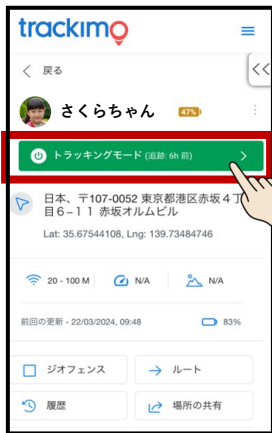 trackimo
戻る
<<
さくらちゃん 47%
トラッキングモード (追跡: 6h 前)
日本、〒107-0052 東京都港区赤坂４丁
目６−１１ 赤坂オルムビル
Lat: 35.67544108, Lng: 139.73484746
20 - 100 M N/A N/A
前回の更新 - 22/03/2024, 09:48 83%
ジオフェンス ルート
履歴 場所の共有